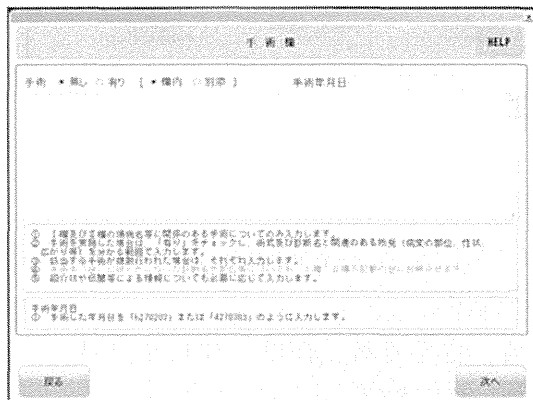 手術欄
HELP
手術 ● 無し ○ 有り [ ● 欄内 ○ 別添 ] 手術年月日
① Ⅰ欄及びⅡ欄の傷病名等に関係のある手術についてのみ入力します。
② 手術を実施した場合は、「有り」をチェックし、術式及び診断名と関連のある所見(病変の部位、性状、
広がり等)を分かる範囲で入力します。
③ 該当する手術が複数行われた場合は、それぞれ入力します。
④
⑤ 紹介状や伝聞等による情報についても必要に応じて入力します。
手術年月日
① 手術した年月日を「
」または「
」のように入力します。
戻る
次へ